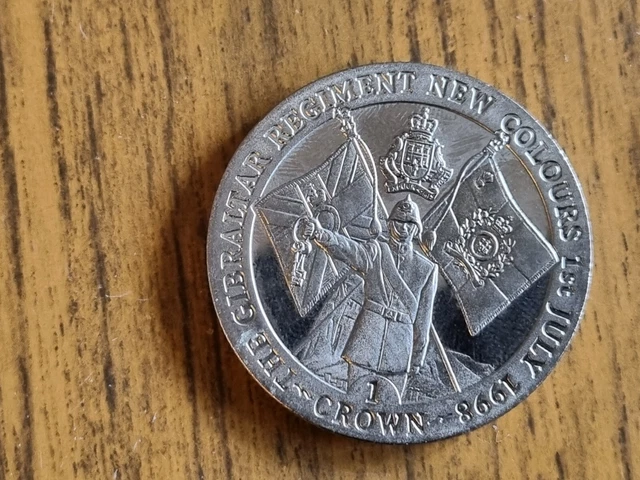 THE GIBRALTAR REGIMENT NEW COLOURS 1st JULY 1998
1
CROWN